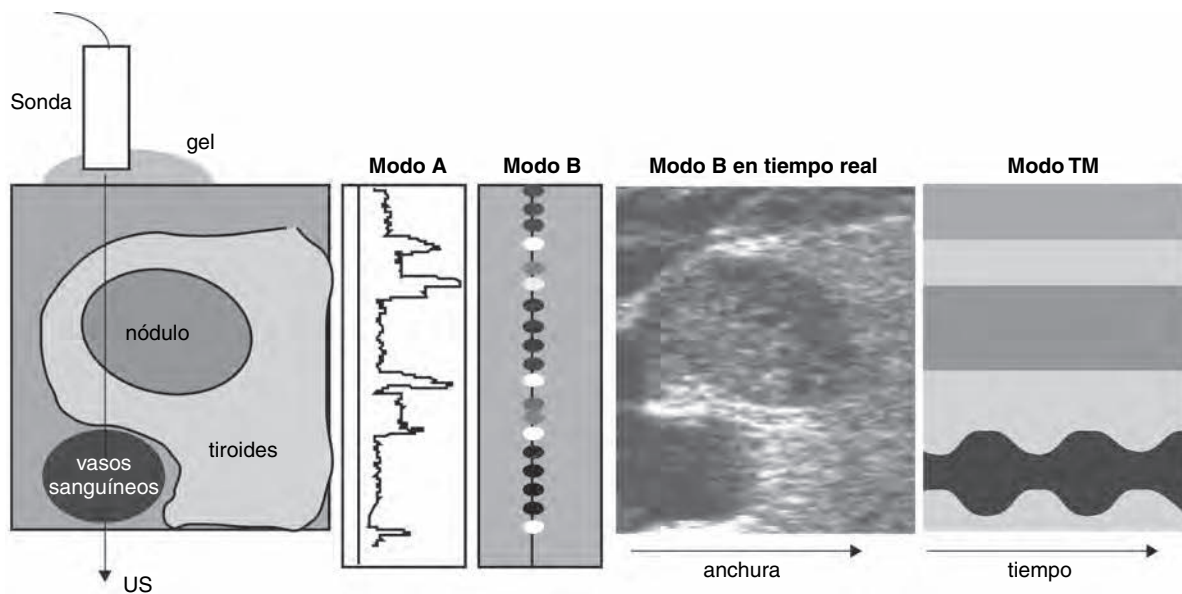 Sonda
gel
Modo A
Modo B
Modo B en tiempo real
Modo TM
nódulo
tiroides
vasos
sanguíneos
US
anchura
tiempo